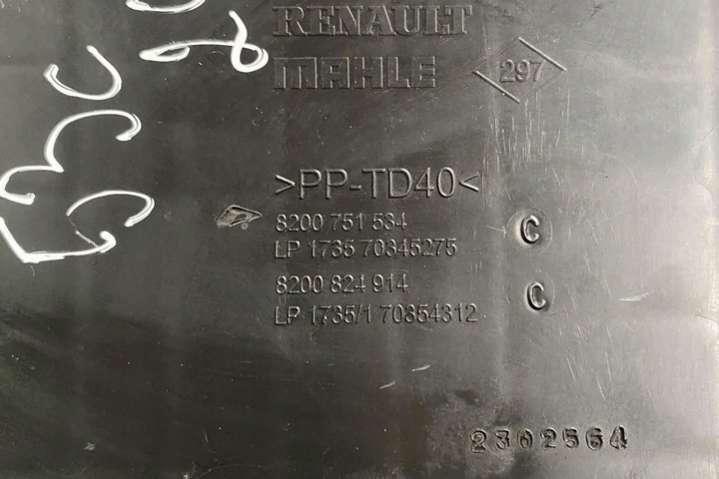 RENAULT
MAHLE
297
>PP-TD40<
8200 751 534 C
LP 1735 70345275
8200 824 914 C
LP 1735/1 70354312
2302564